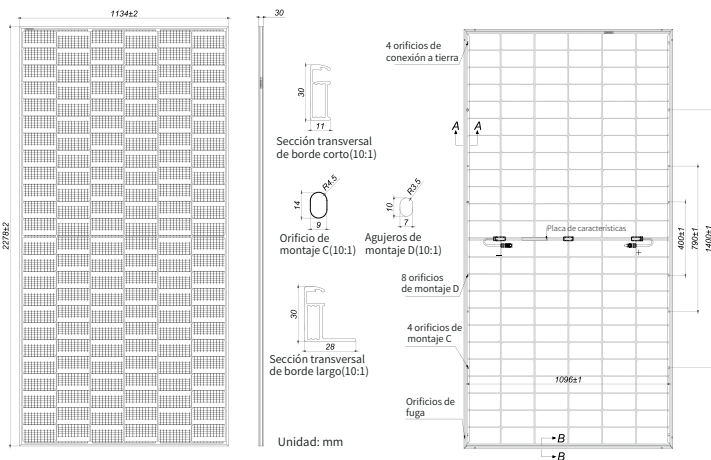 1134±2
30
2278±2
30
11
Sección transversal
de borde corto(10:1)
R4.5
14
9
Orificio de
montaje C(10:1)
R3.5
10
7
Agujeros de
montaje D(10:1)
30
28
Sección transversal
de borde largo(10:1)
Unidad: mm
4 orificios de
conexión a tierra
A A
Placa de características
- +
8 orificios
de montaje D
4 orificios de
montaje C
Orificios de
fuga
1096±1
400±1
790±1
1400±1
B
B